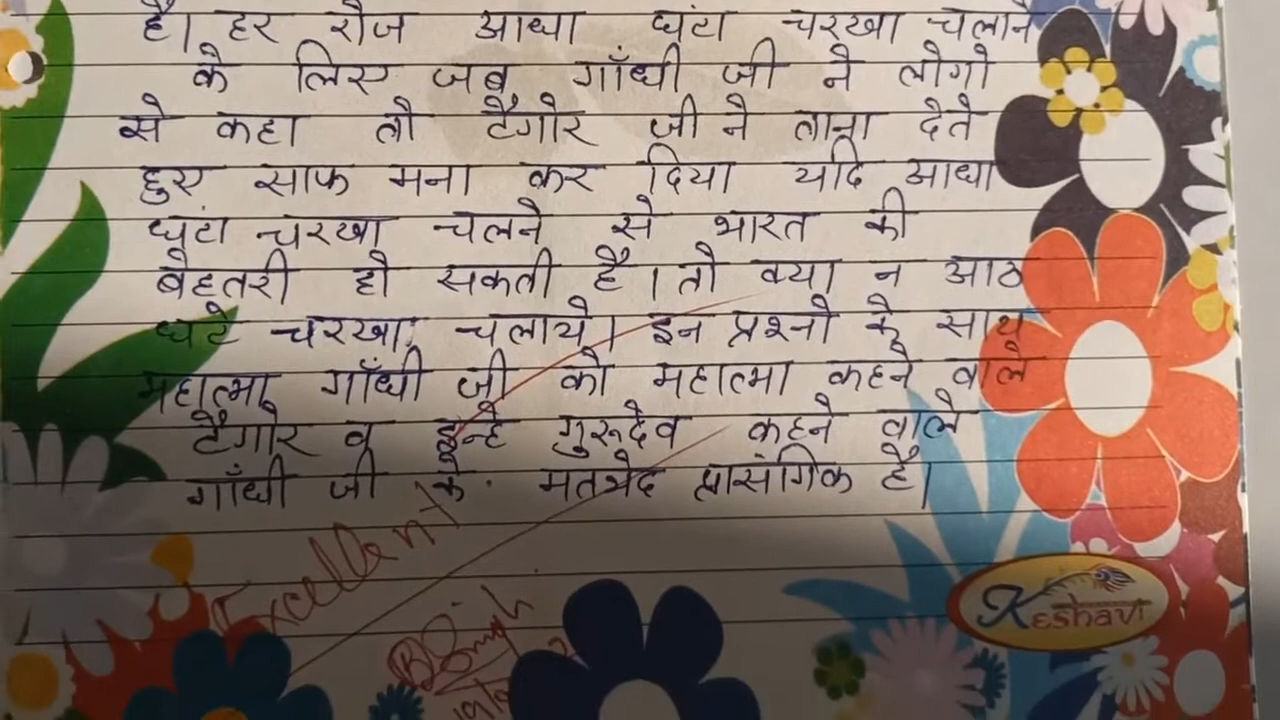 है। हर रोज आधा घंटा चरखा चलाने
के लिए जब गाँधी जी ने लोगो
से कहा तो टैगोर जी ने ताना देते
हुए साफ मना कर दिया यदि आधा
घंटा चरखा चलने से भारत की
बेहतरी हो सकती है। तो क्या न आठ
घंटे चरखा चलाये। इन प्रश्नो के साथ
महात्मा गाँधी जी को महात्मा कहने वाले
टैगोर व इन्हे गुरूदेव कहने वाले
गाँधी जी के मतभेद प्रासंगिक है।
Excellent
BSingh
Keshavi